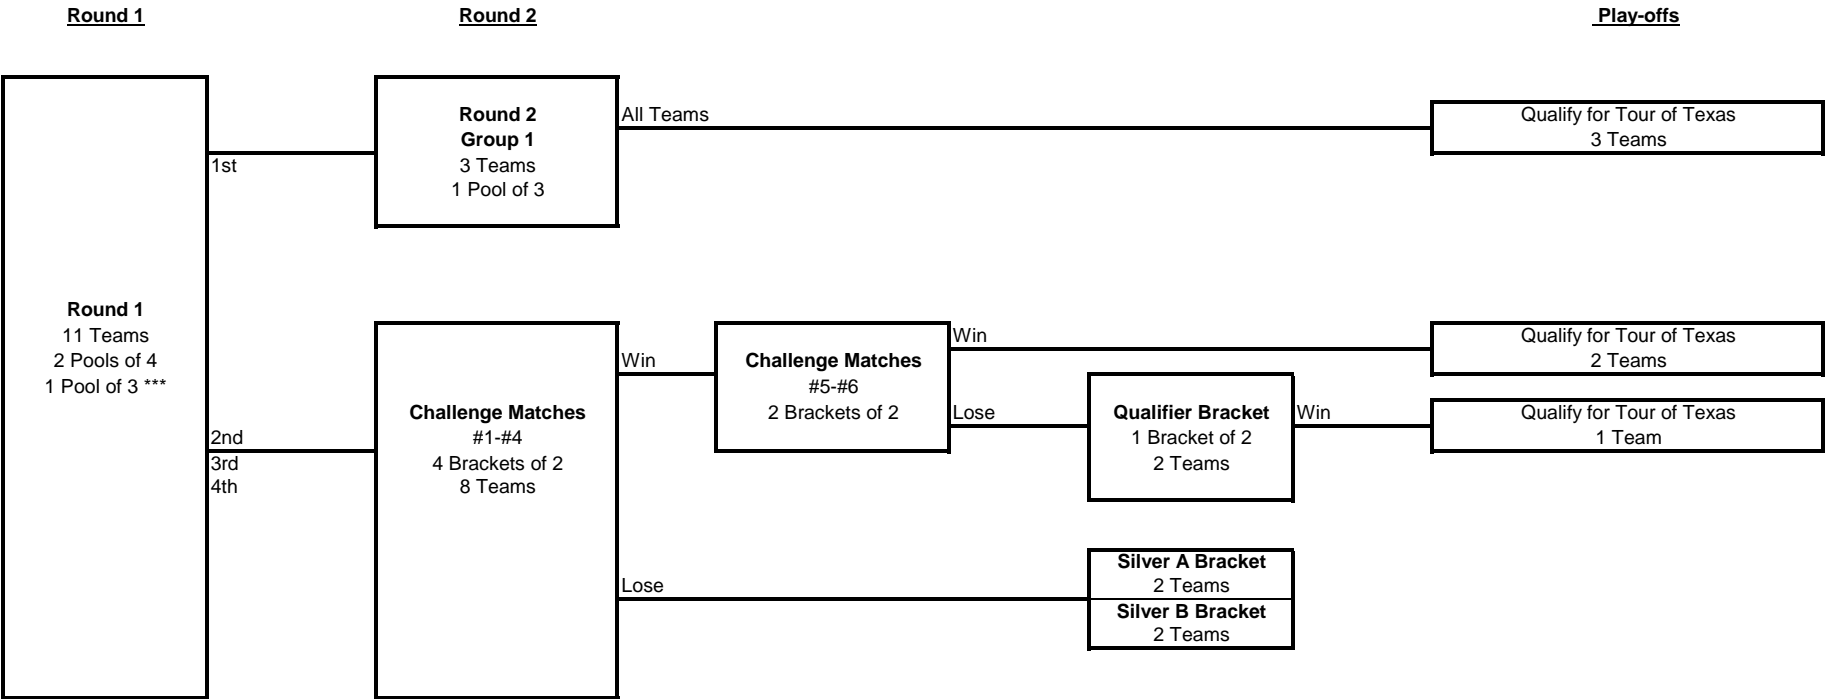 Round 1
Round 2
Play-offs
Round 1
11 Teams
2 Pools of 4
1 Pool of 3 ***
1st
2nd
3rd
4th
Round 2
Group 1
3 Teams
1 Pool of 3
All Teams
Qualify for Tour of Texas
3 Teams
Challenge Matches
#1-#4
4 Brackets of 2
8 Teams
Win
Lose
Challenge Matches
#5-#6
2 Brackets of 2
Win
Lose
Qualify for Tour of Texas
2 Teams
Qualifier Bracket
1 Bracket of 2
2 Teams
Win
Qualify for Tour of Texas
1 Team
Silver A Bracket
2 Teams
Silver B Bracket
2 Teams